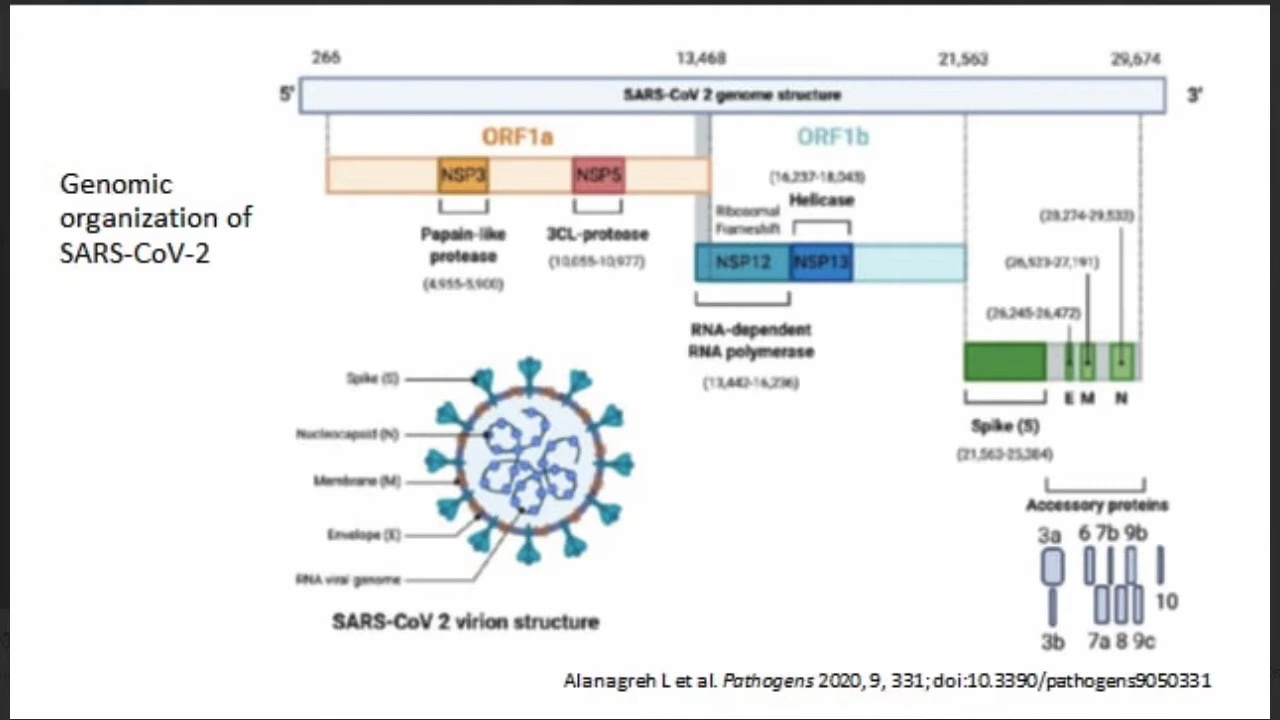 266 13,468 21,563 29,674
5' SARS-CoV 2 genome structure 3'
ORF1a ORF1b
NSP3 NSP5
(16,237-18,043)
Helicase
Ribosomal
Frameshift
Genomic
organization of
SARS-CoV-2
Papain-like
protease
(4,955-5,900)
3CL-protease
(10,055-10,977)
NSP12 NSP13
RNA-dependent
RNA polymerase
(13,442-16,236)
(28,274-29,533)
(26,523-27,191)
(26,245-26,472)
E M N
Spike (S)
(21,563-25,384)
Spike (S)
Nucleocapsid (N)
Membrane (M)
Envelope (E)
RNA viral genome
SARS-CoV 2 virion structure
Accessory proteins
3a 6 7b 9b
10
3b 7a 8 9c
Alanagreh L et al. Pathogens 2020, 9, 331; doi:10.3390/pathogens9050331